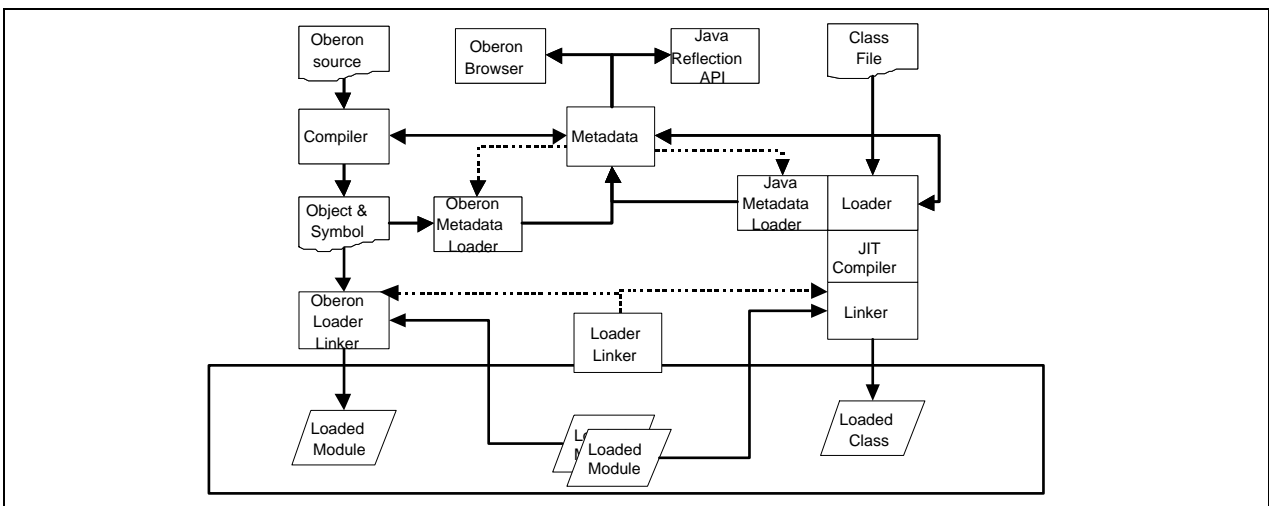 Oberon
source
Oberon
Browser
Java
Reflection
API
Class
File
Compiler
Metadata
Object &
Symbol
Oberon
Metadata
Loader
Java
Metadata
Loader
Loader
JIT
Compiler
Oberon
Loader
Linker
Loader
Linker
Linker
Loaded
Module
Loaded
Module
Loaded
Class